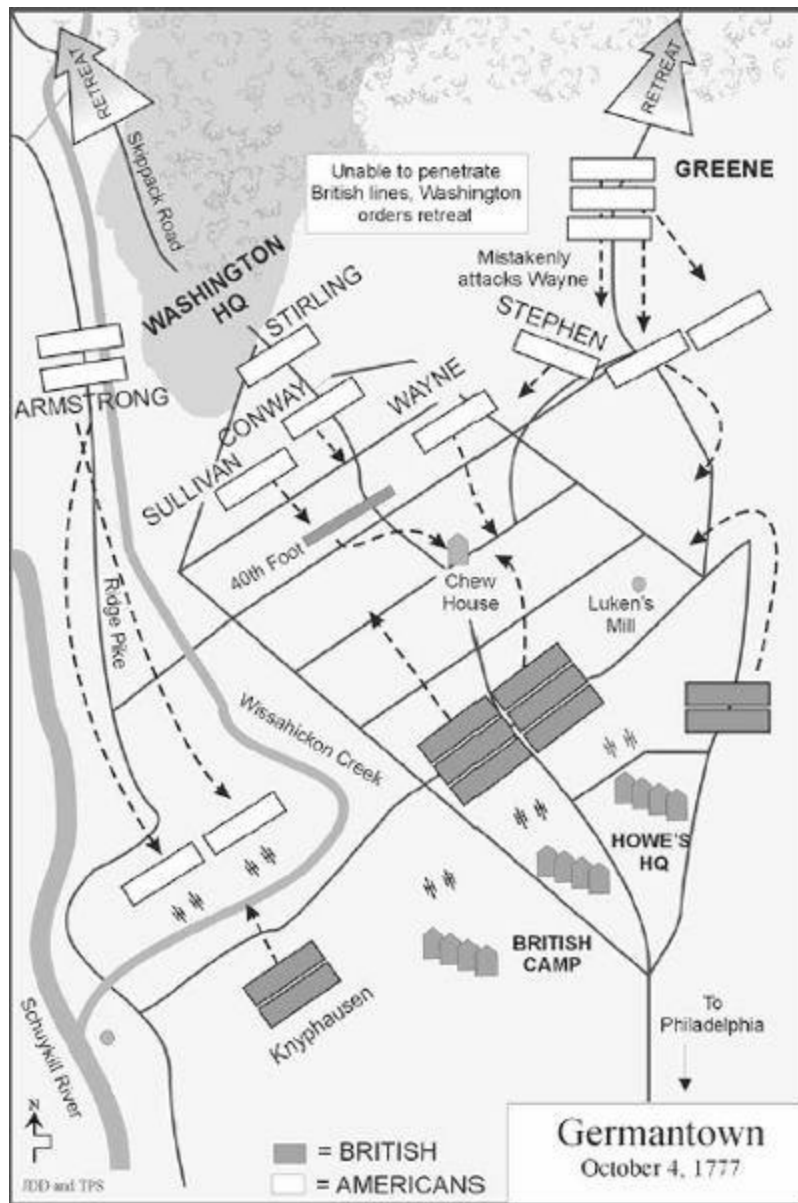 RETREAT
Skippack Road
RETREAT
Unable to penetrate
British lines, Washington
orders retreat
GREENE
Mistakenly
attacks Wayne
WASHINGTON
HQ
STIRLING
STEPHEN
ARMSTRONG
CONWAY
WAYNE
SULLIVAN
40th Foot
Chew
House
Luken's
Mill
Ridge Pike
Wissahickon Creek
HOWE'S
HQ
BRITISH
CAMP
Knyphausen
To
Philadelphia
Schuykill River
N
= BRITISH
= AMERICANS
JDD and TPS
Germantown
October 4, 1777